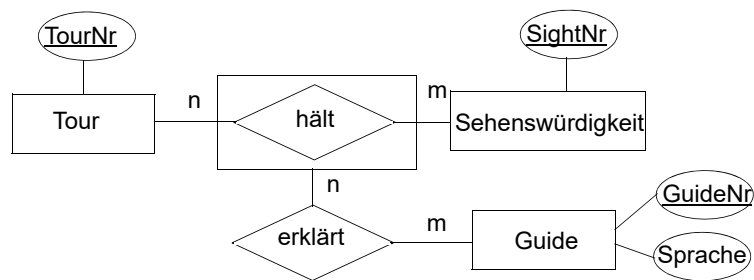 TourNr
SightNr
Tour
n
hält
m
Sehenswürdigkeit
n
erklärt
m
Guide
GuideNr
Sprache